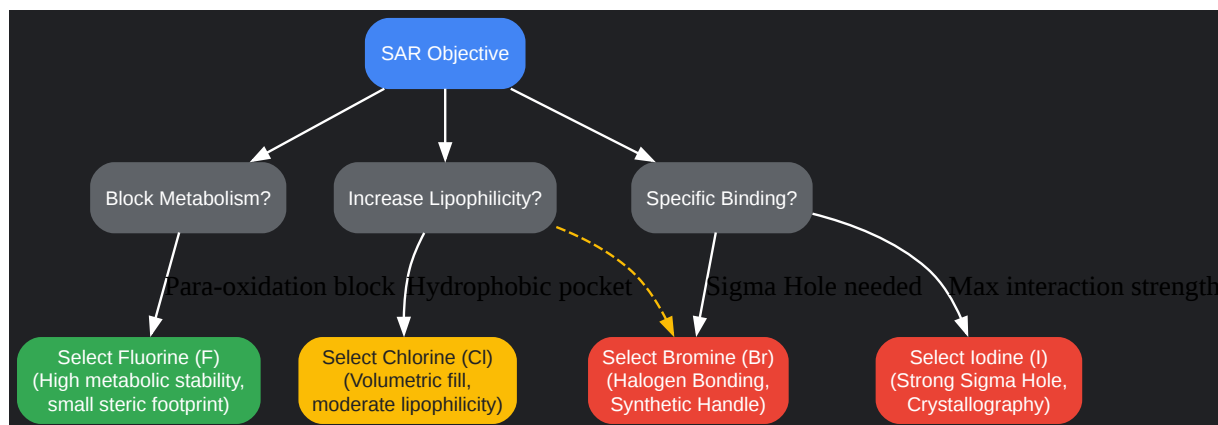 SAR Objective
Block Metabolism?
Increase Lipophilicity?
Specific Binding?
Para-oxidation block
Hydrophobic pocket
Sigma Hole needed
Max interaction strength
Select Fluorine (F)
(High metabolic stability,
small steric footprint)
Select Chlorine (Cl)
(Volumetric fill,
moderate lipophilicity)
Select Bromine (Br)
(Halogen Bonding,
Synthetic Handle)
Select Iodine (I)
(Strong Sigma Hole,
Crystallography)